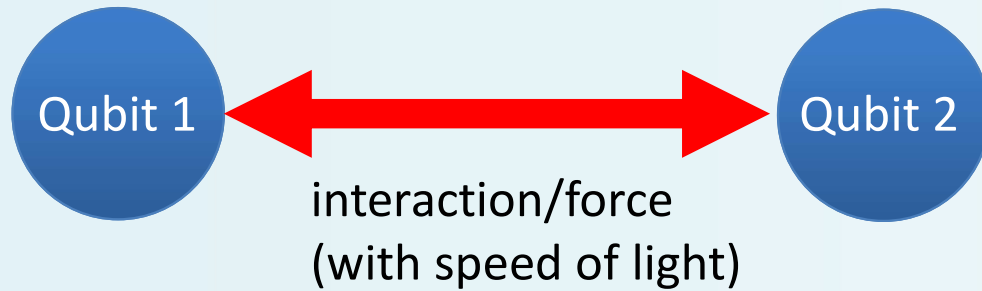 Qubit 1
Qubit 2
interaction/force
(with speed of light)